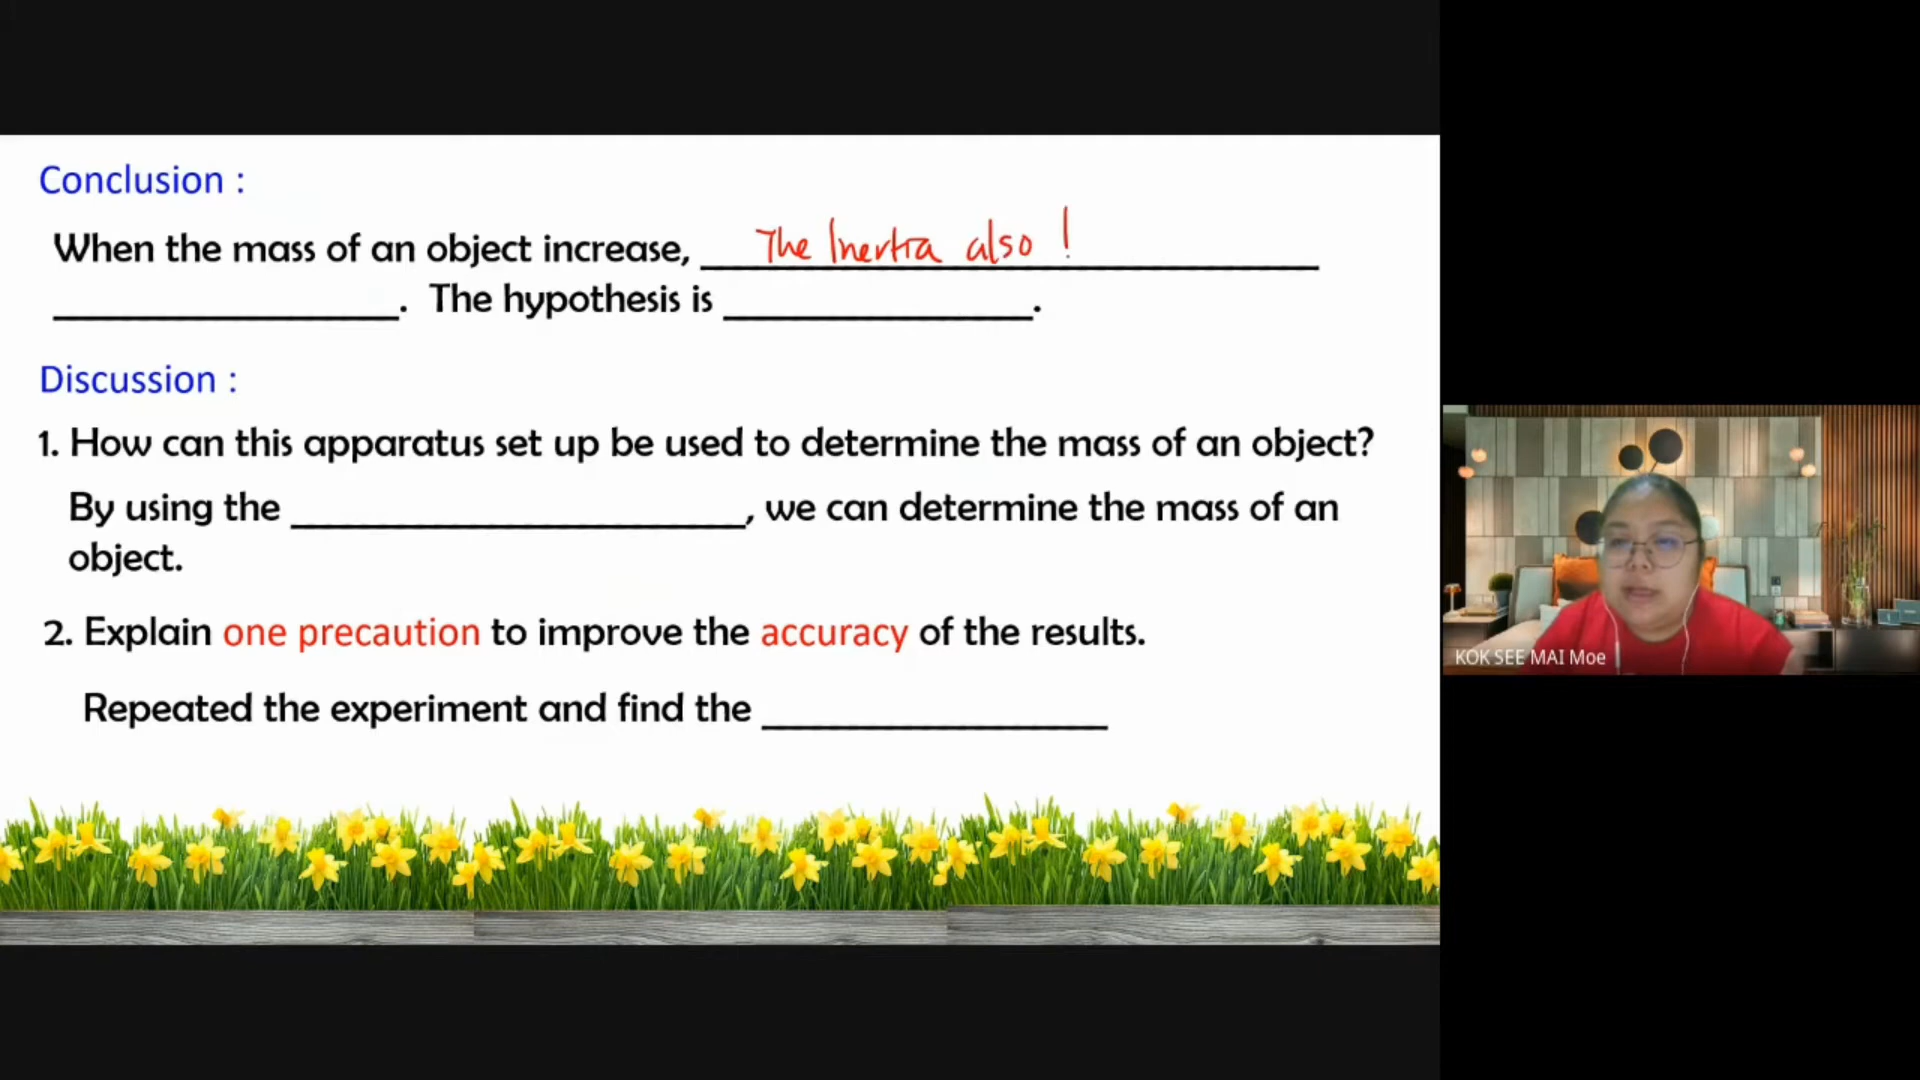 Conclusion :
When the mass of an object increase, The Inertia also !
. The hypothesis is .
Discussion :
1. How can this apparatus set up be used to determine the mass of an object?
By using the , we can determine the mass of an
object.
2. Explain one precaution to improve the accuracy of the results.
Repeated the experiment and find the
KOK SEE MAI Moe